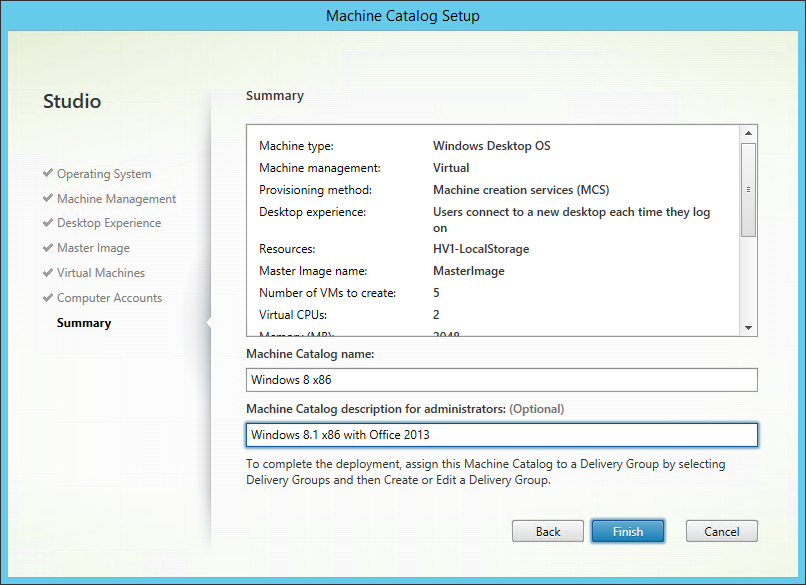 Machine Catalog Setup
Studio
Operating System
Machine Management
Desktop Experience
Master Image
Virtual Machines
Computer Accounts
Summary
Summary
Machine type: Windows Desktop OS
Machine management: Virtual
Provisioning method: Machine creation services (MCS)
Desktop experience: Users connect to a new desktop each time they log
on
Resources: HV1-LocalStorage
Master Image name: MasterImage
Number of VMs to create: 5
Virtual CPUs: 2
Memory (MB): 2048
Machine Catalog name:
Windows 8 x86
Machine Catalog description for administrators: (Optional)
Windows 8.1 x86 with Office 2013
To complete the deployment, assign this Machine Catalog to a Delivery Group by selecting
Delivery Groups and then Create or Edit a Delivery Group.
Back Finish Cancel